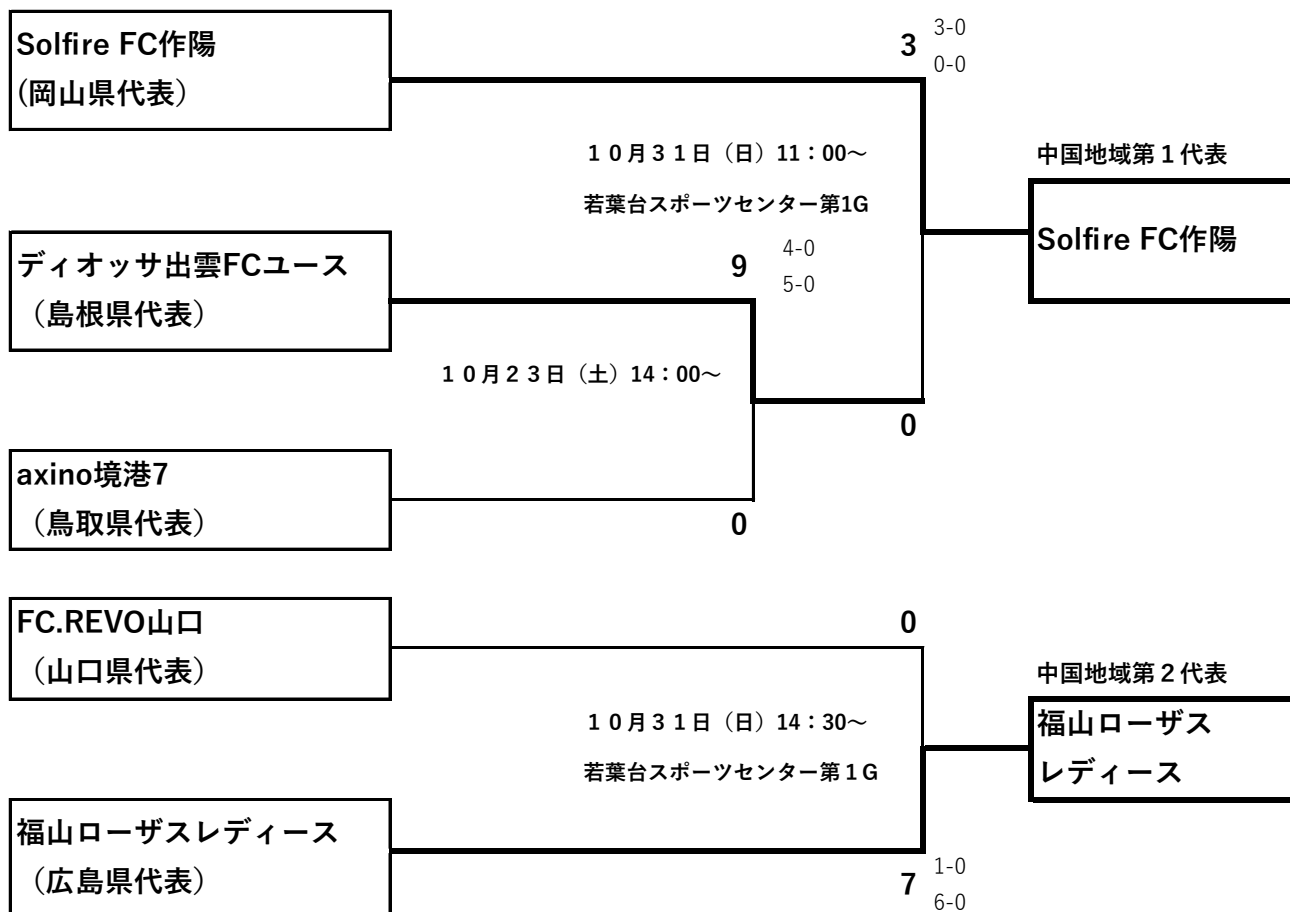 Solfire FC作陽
(岡山県代表）
3
3-0
0-0
１０月３１日（日）11：00～
若葉台スポーツセンター第1G
中国地域第１代表
Solfire FC作陽
ディオッサ出雲FCユース
（島根県代表）
9
4-0
5-0
１０月２３日（土）14：00～
0
axino境港7
（鳥取県代表）
0
FC.REVO山口
（山口県代表）
0
１０月３１日（日）14：30～
若葉台スポーツセンター第１G
中国地域第２代表
福山ローザス
レディース
福山ローザスレディース
（広島県代表）
7
1-0
6-0